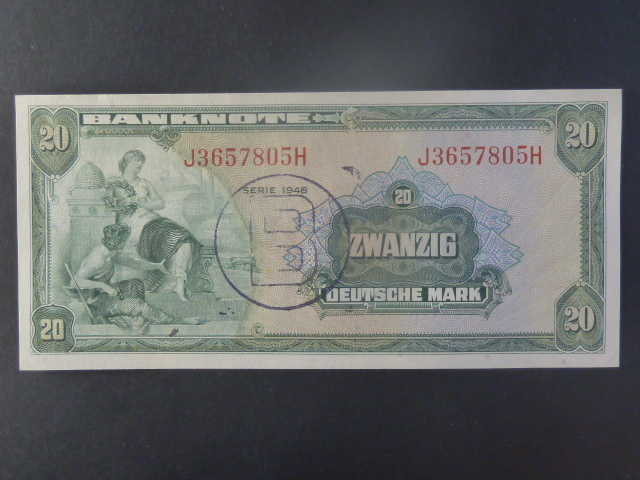 20 BANKNOTE 20
J3657805H J3657805H
SERIE 1948
20
ZWANZIG
DEUTSCHE MARK
20 20